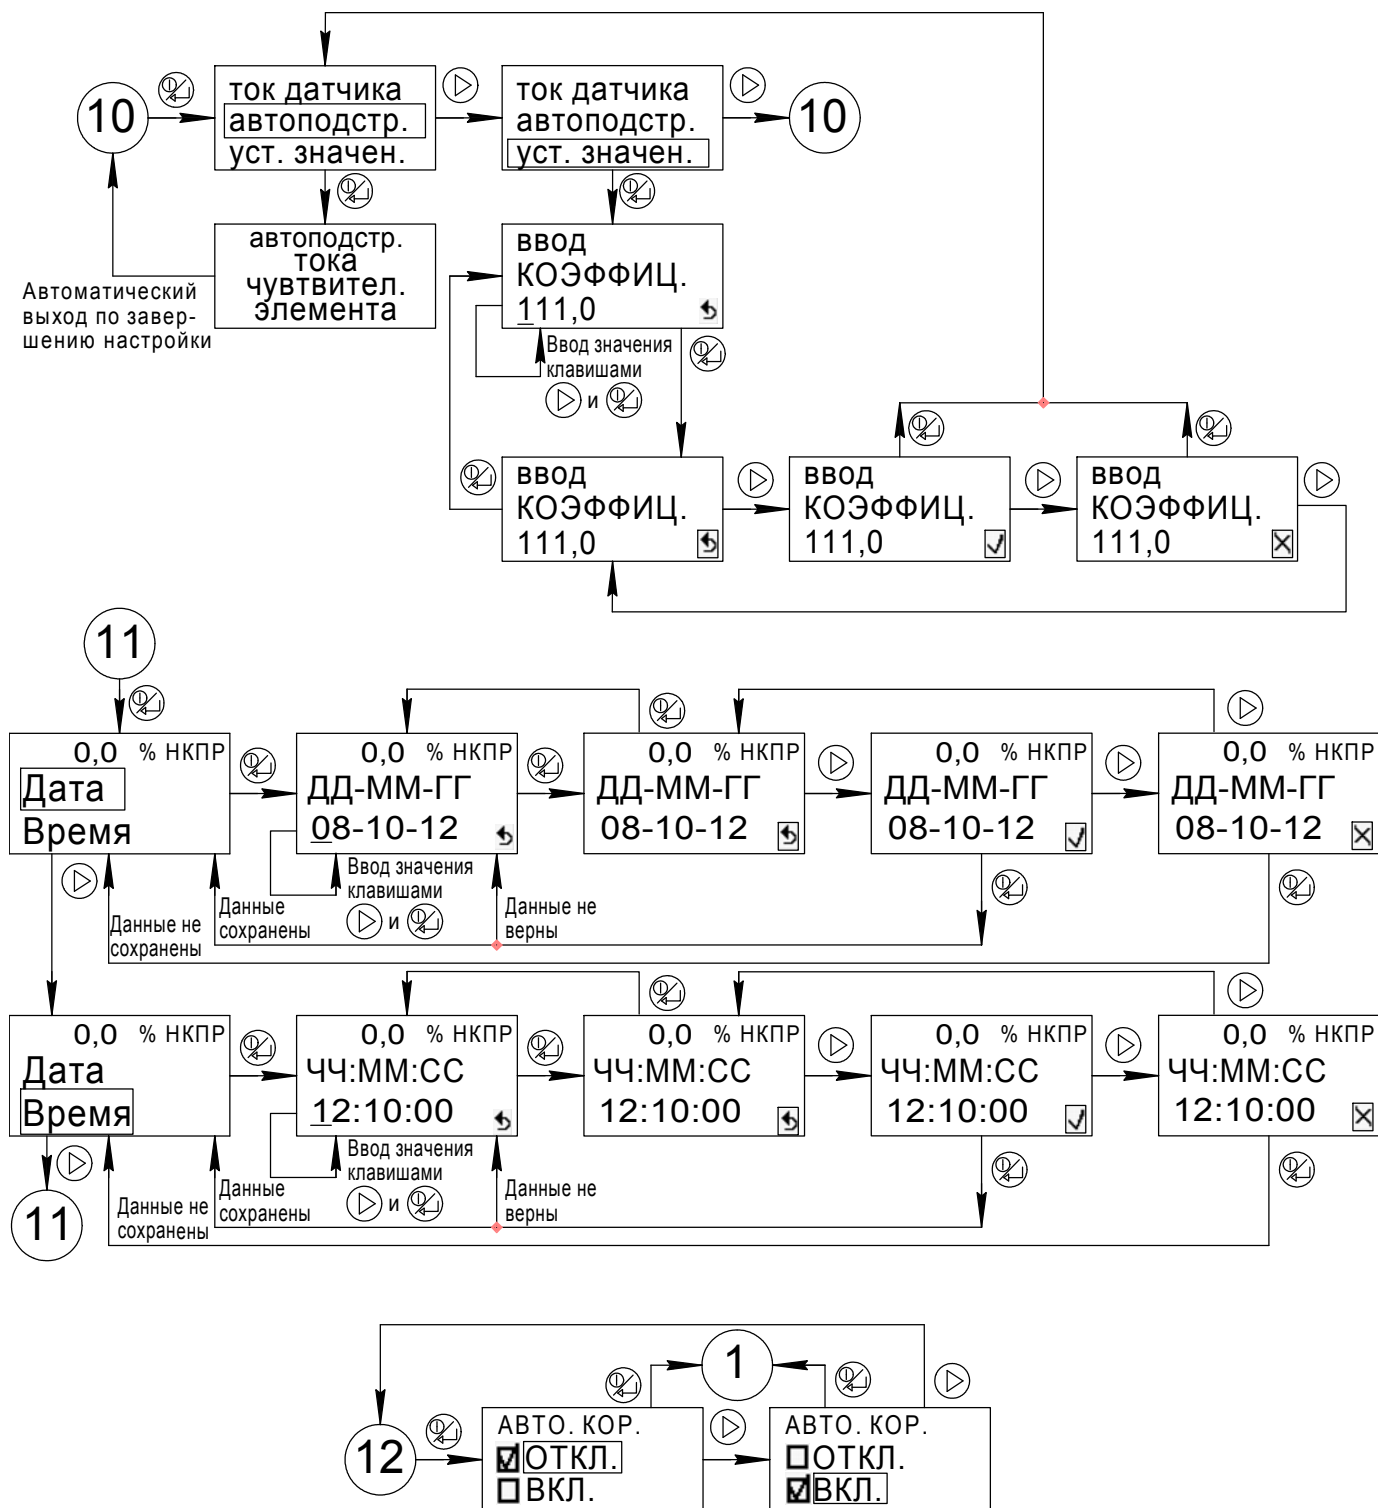 10
ток датчика
автоподстр.
уст. значен.
ток датчика
автоподстр.
уст. значен.
10
автоподстр.
тока
чувтвител.
элемента
Автоматический
выход по завер-
шению настройки
ввод
КОЭФФИЦ.
111,0
Ввод значения
клавишами
и
ввод
КОЭФФИЦ.
111,0
ввод
КОЭФФИЦ.
111,0
ввод
КОЭФФИЦ.
111,0
11
0,0 % НКПР
Дата
Время
0,0 % НКПР
ДД-ММ-ГГ
08-10-12
0,0 % НКПР
ДД-ММ-ГГ
08-10-12
0,0 % НКПР
ДД-ММ-ГГ
08-10-12
0,0 % НКПР
ДД-ММ-ГГ
08-10-12
Данные не
сохранены
Данные
сохранены
Ввод значения
клавишами
и
Данные не
верны
0,0 % НКПР
Дата
Время
0,0 % НКПР
ЧЧ:ММ:СС
12:10:00
0,0 % НКПР
ЧЧ:ММ:СС
12:10:00
0,0 % НКПР
ЧЧ:ММ:СС
12:10:00
0,0 % НКПР
ЧЧ:ММ:СС
12:10:00
11
Данные не
сохранены
Данные
сохранены
Ввод значения
клавишами
и
Данные не
верны
1
12
АВТО. КОР.
ОТКЛ.
ВКЛ.
АВТО. КОР.
ОТКЛ.
ВКЛ.